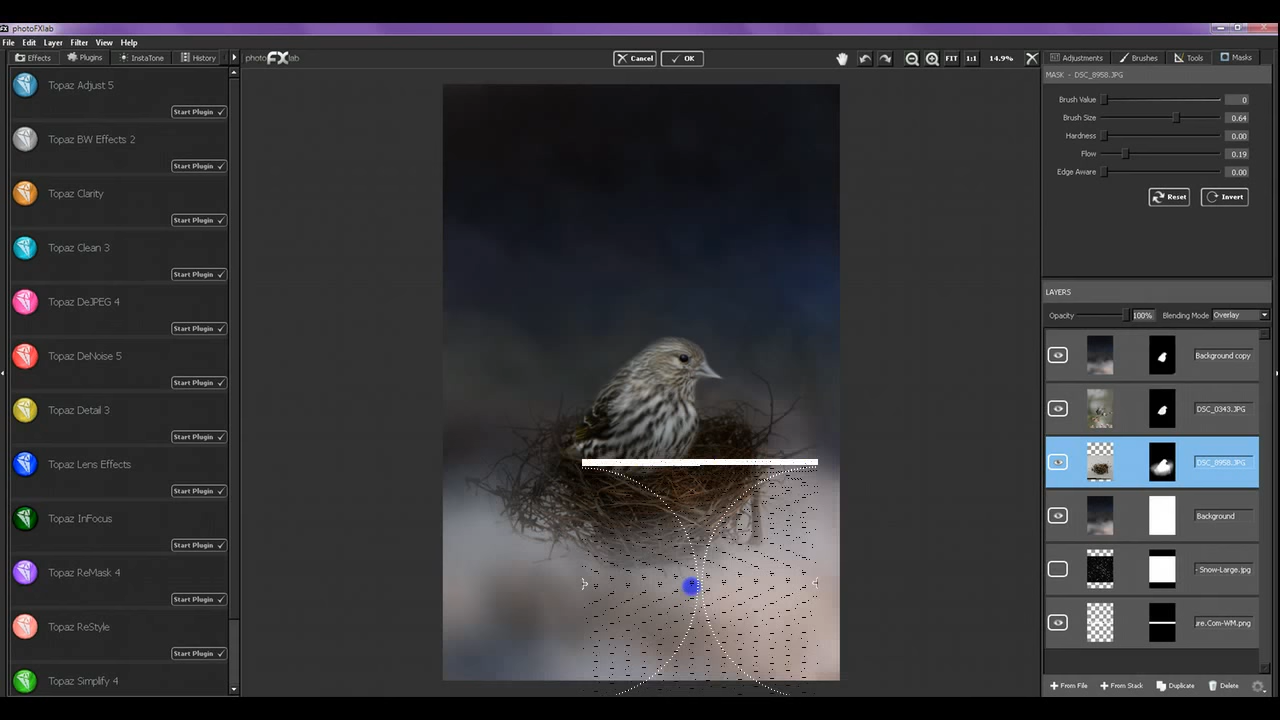 photoFXlab
File Edit Layer Filter View Help
Effects Plugins InstaTone History
photo FX lab
Cancel OK
FIT 1:1 14.9%
Adjustments Brushes Tools Masks
Topaz Adjust 5
Start Plugin
Topaz BW Effects 2
Start Plugin
Topaz Clarity
Start Plugin
Topaz Clean 3
Start Plugin
Topaz DeJPEG 4
Start Plugin
Topaz DeNoise 5
Start Plugin
Topaz Detail 3
Start Plugin
Topaz Lens Effects
Start Plugin
Topaz InFocus
Start Plugin
Topaz ReMask 4
Start Plugin
Topaz ReStyle
Start Plugin
Topaz Simplify 4
MASK - DSC_8958.JPG
Brush Value 0
Brush Size 0.64
Hardness 0.00
Flow 0.19
Edge Aware 0.00
Reset Invert
LAYERS
Opacity 100% Blending Mode Overlay
Background copy
DSC_0343.JPG
DSC_8958.JPG
Background
- Snow-Large.jpg
re.Com-WM.png
From File From Stack Duplicate Delete